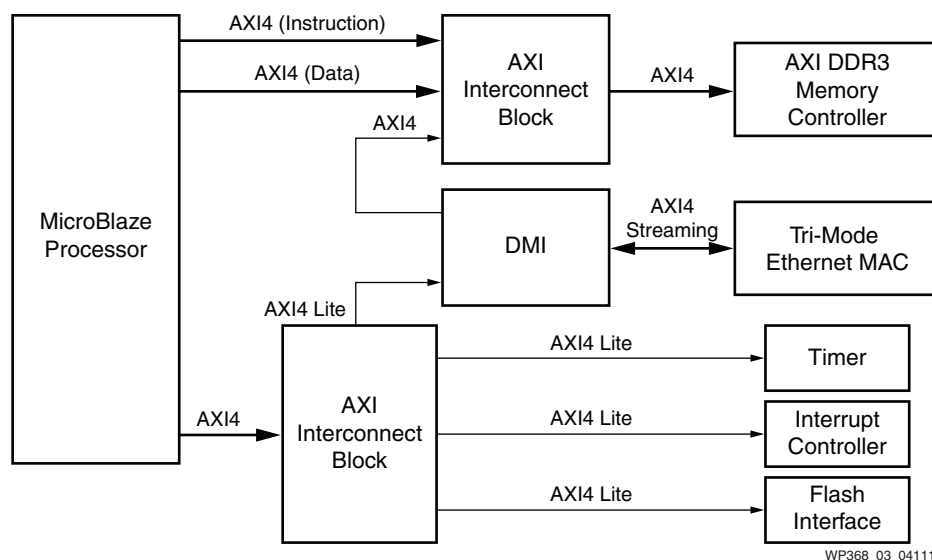 AXI4 (Instruction)
AXI4 (Data)
AXI
Interconnect
Block
AXI4
AXI DDR3
Memory
Controller
AXI4
MicroBlaze
Processor
DMI
AXI4
Streaming
Tri-Mode
Ethernet MAC
AXI4 Lite
AXI4
AXI
Interconnect
Block
AXI4 Lite
Timer
AXI4 Lite
Interrupt
Controller
AXI4 Lite
Flash
Interface
WP368_03_04111